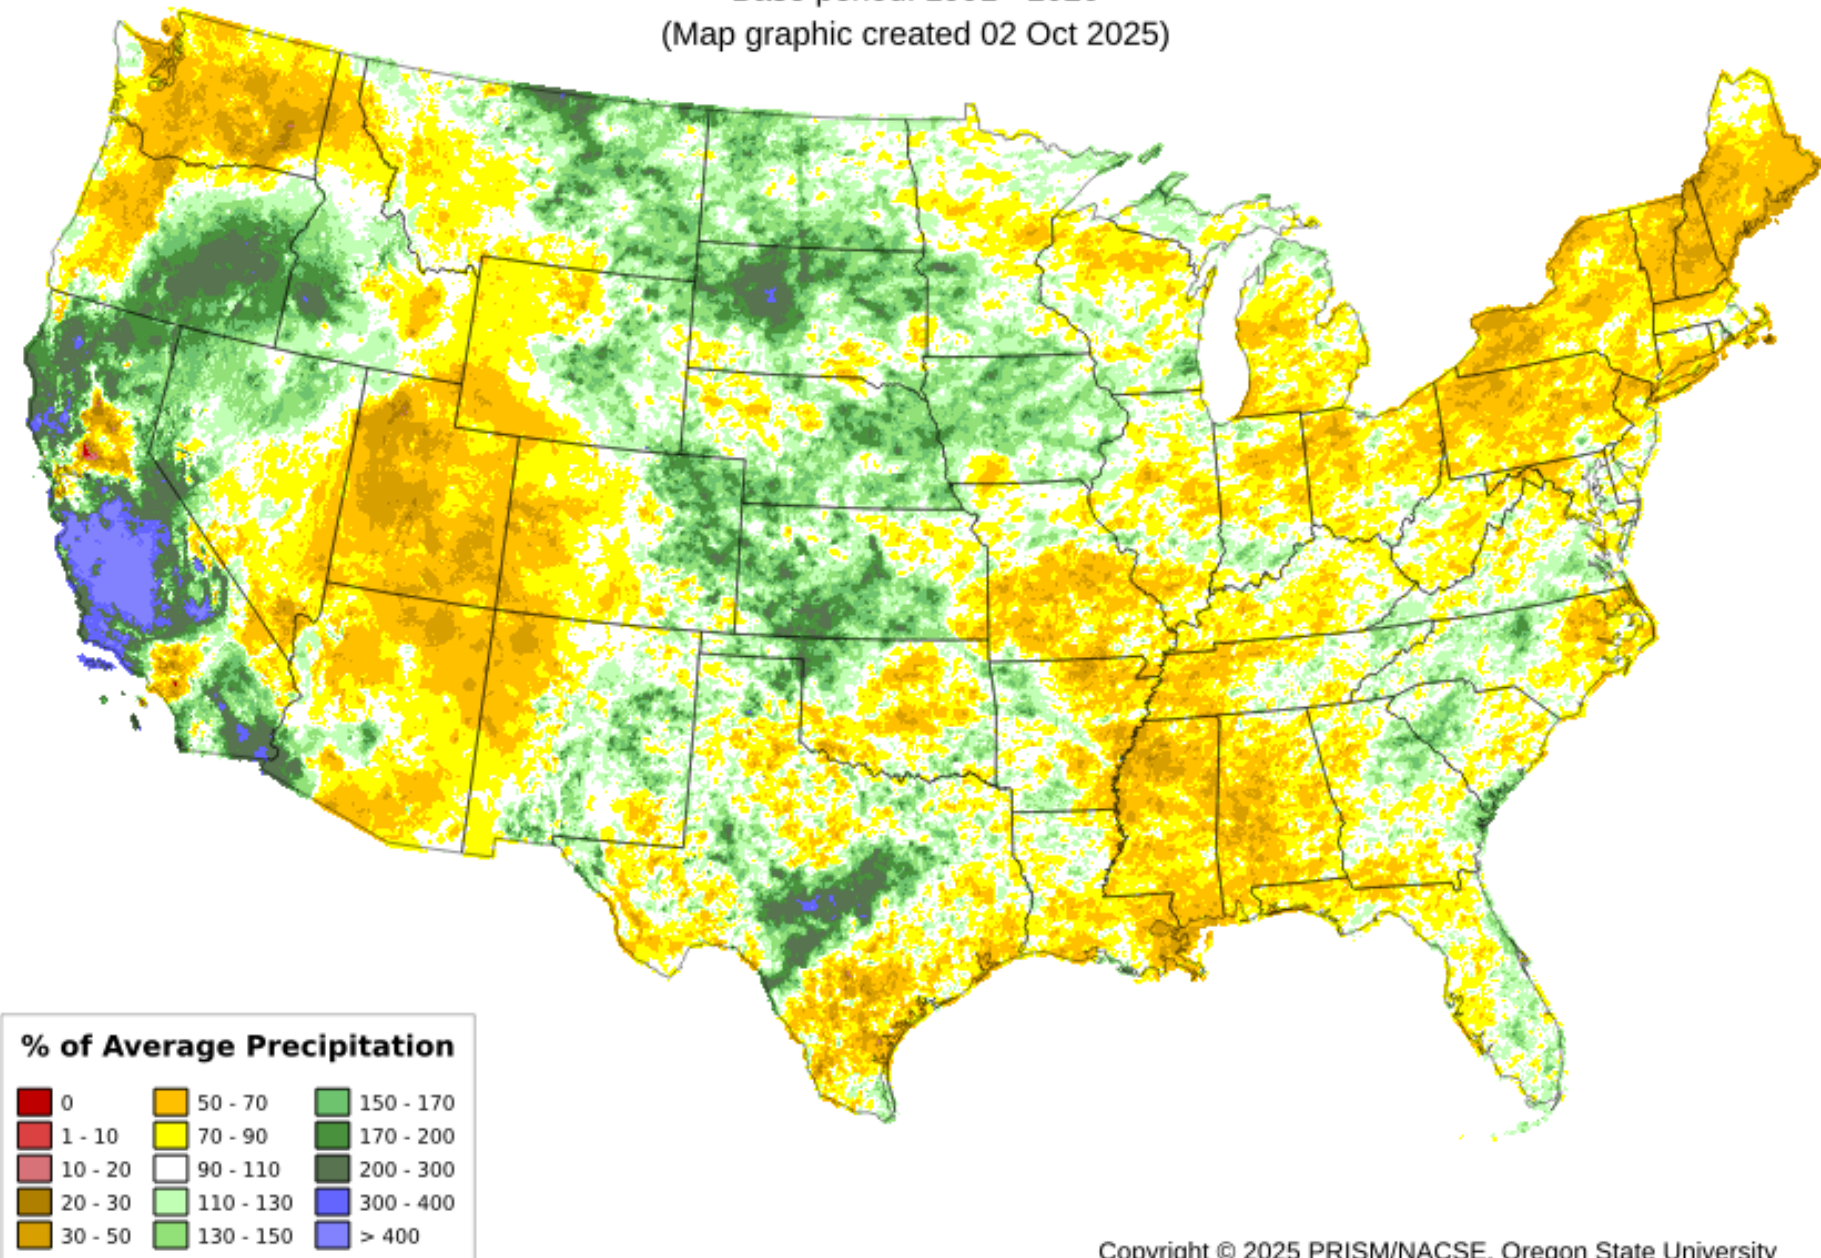 (Map graphic created 02 Oct 2025)
% of Average Precipitation
0
1 - 10
10 - 20
20 - 30
30 - 50
50 - 70
70 - 90
90 - 110
110 - 130
130 - 150
150 - 170
170 - 200
200 - 300
300 - 400
> 400
Copyright © 2025 PRISM/NACSE, Oregon State University